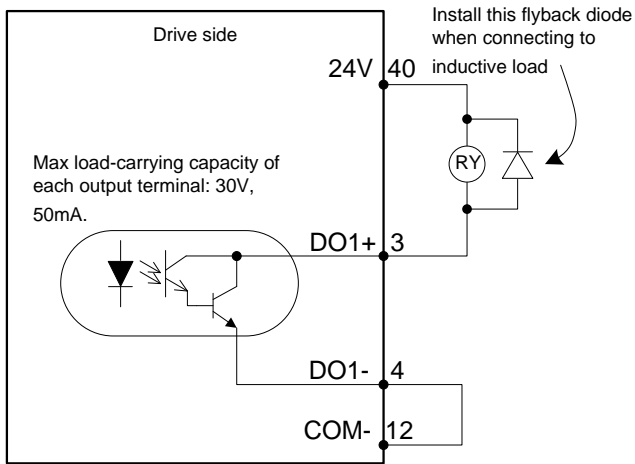 Drive side
Install this flyback diode
when connecting to
inductive load
24V 40
RY
Max load-carrying capacity of
each output terminal: 30V,
50mA.
DO1+ 3
DO1- 4
COM- 12